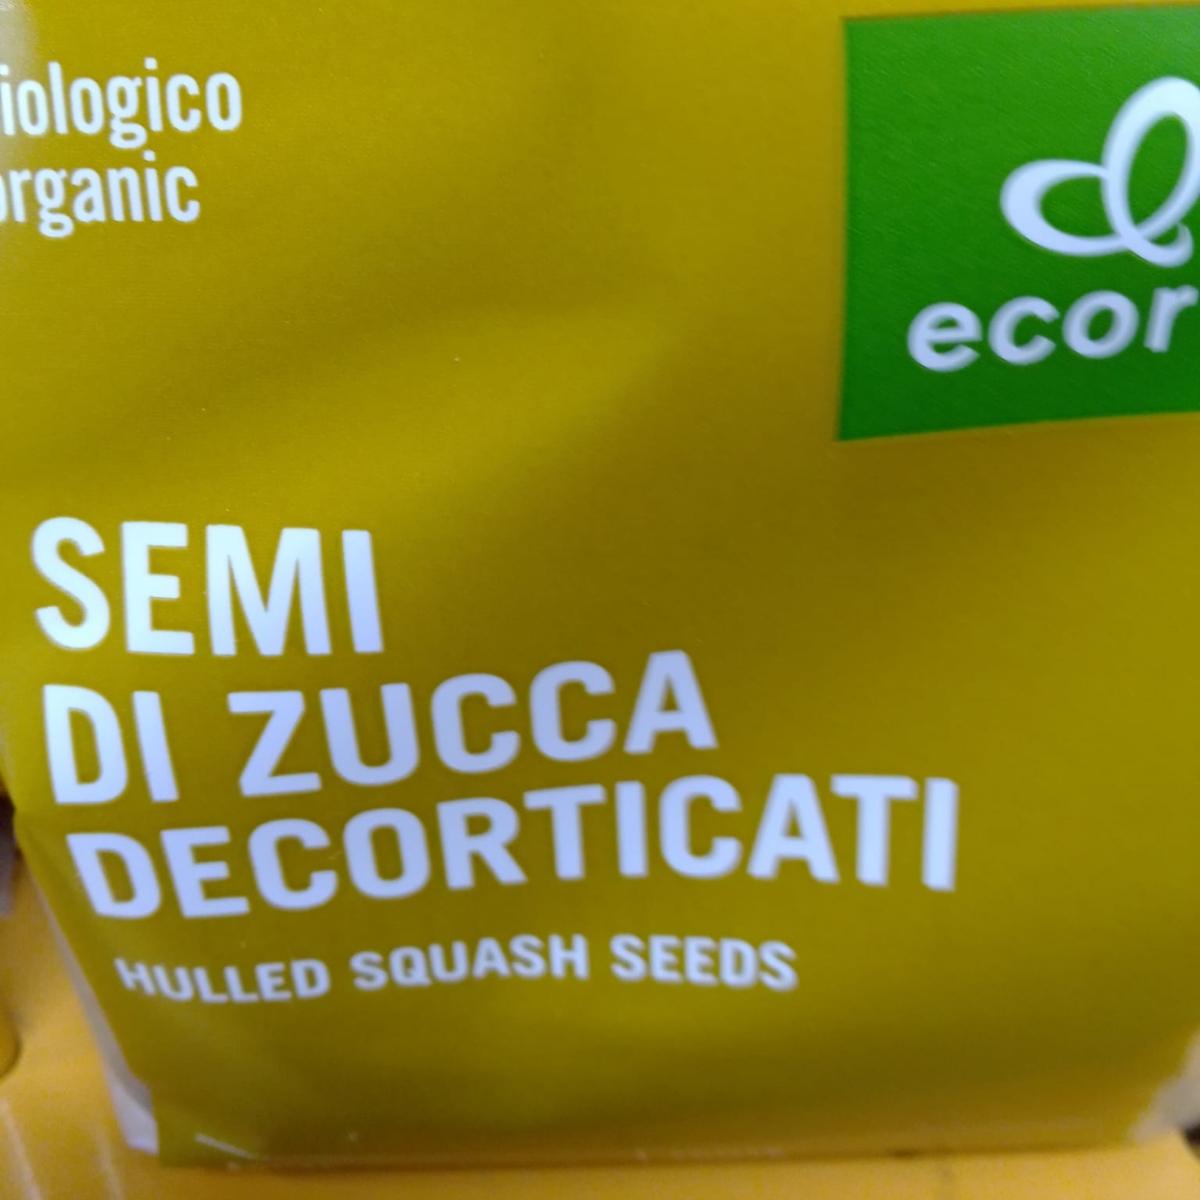 iologico
organic
ecor
SEMI
DI ZUCCA
DECORTICATI
HULLED SQUASH SEEDS